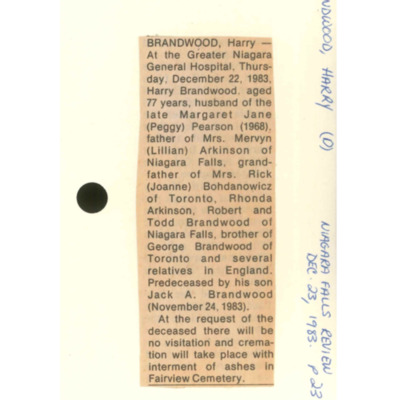 BRANDWOOD, Harry —
At the Greater Niagara
General Hospital, Thurs-
day, December 22, 1983,
Harry Brandwood, aged
77 years, husband of the
late Margaret Jane
(Peggy) Pearson (1968),
father of Mrs. Mervyn
(Lillian) Arkinson of
Niagara Falls, grand-
father of Mrs. Rick
(Joanne) Bohdanowicz
of Toronto, Rhonda
Arkinson, Robert and
Todd Brandwood of
Niagara Falls, brother of
George Brandwood of
Toronto and several
relatives in England.
Predeceased by his son
Jack A. Brandwood
(November 24, 1983).
At the request of the
deceased there will be
no visitation and crema-
tion will take place with
interment of ashes in
Fairview Cemetery.
NDWOOD, HARRY (D)
NIAGARA FALLS REVIEW
DEC. 23, 1983. P 23